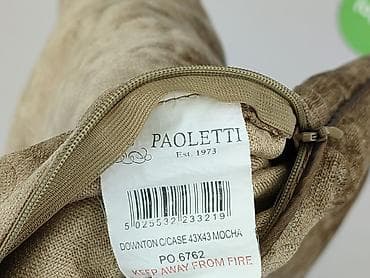 PAOLETTI
Est. 1973
5 025532 233219
DOWNTON C/CASE 43X43 MOCHA
PO.6762
KEEP AWAY FROM FIRE